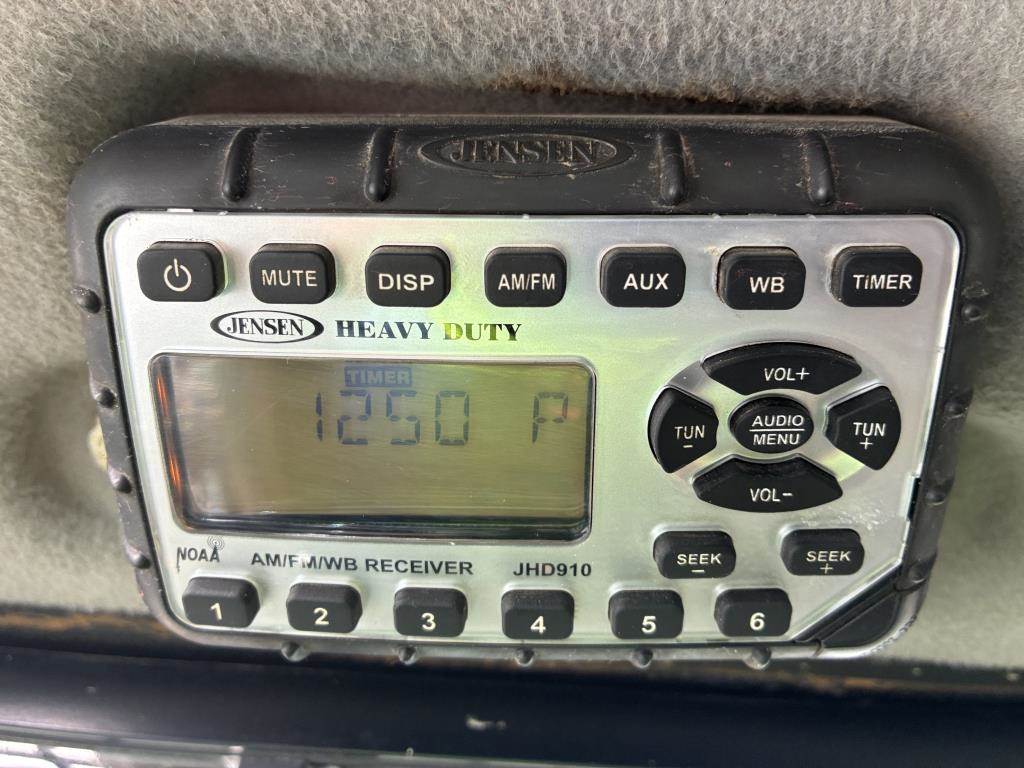 JENSEN
MUTE DISP AM/FM AUX WB TIMER
JENSEN HEAVY DUTY
TIMER
1250 P
VOL+
TUN - AUDIO/MENU TUN +
VOL-
SEEK - SEEK +
NOAA AM/FM/WB RECEIVER JHD910
1 2 3 4 5 6